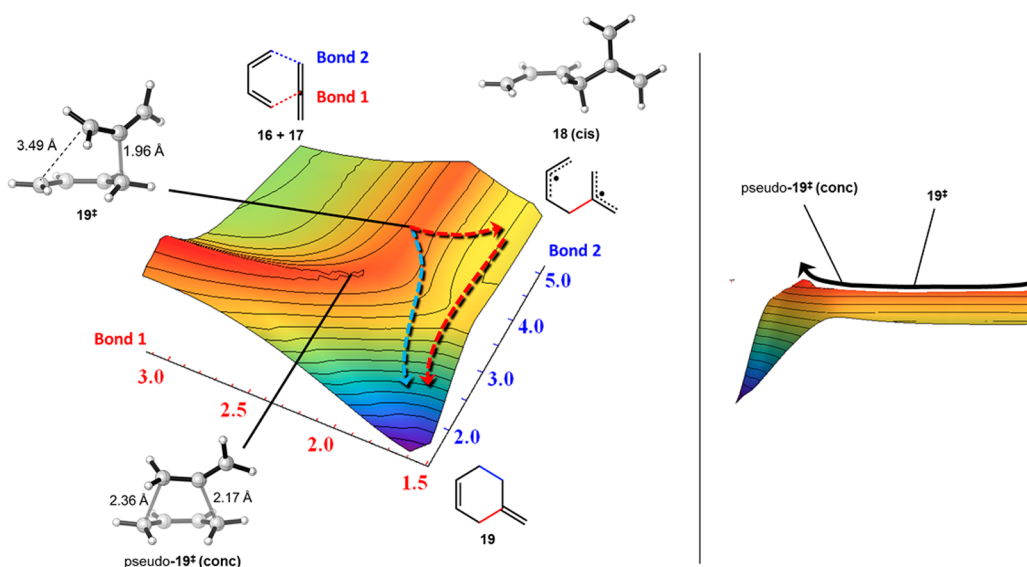 Bond 2
Bond 1
16 + 17
18 (cis)
3.49 Å
1.96 Å
19‡
Bond 2
5.0
4.0
3.0
2.0
Bond 1
3.0
2.5
2.0
1.5
2.36 Å
2.17 Å
pseudo-19‡ (conc)
19
pseudo-19‡ (conc)
19‡